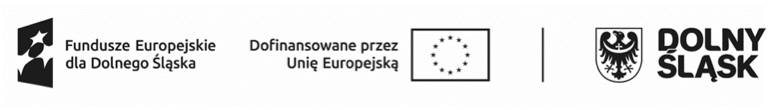 Fundusze Europejskie
dla Dolnego Śląska
Dofinansowane przez
Unię Europejską
DOLNY
ŚLĄSK